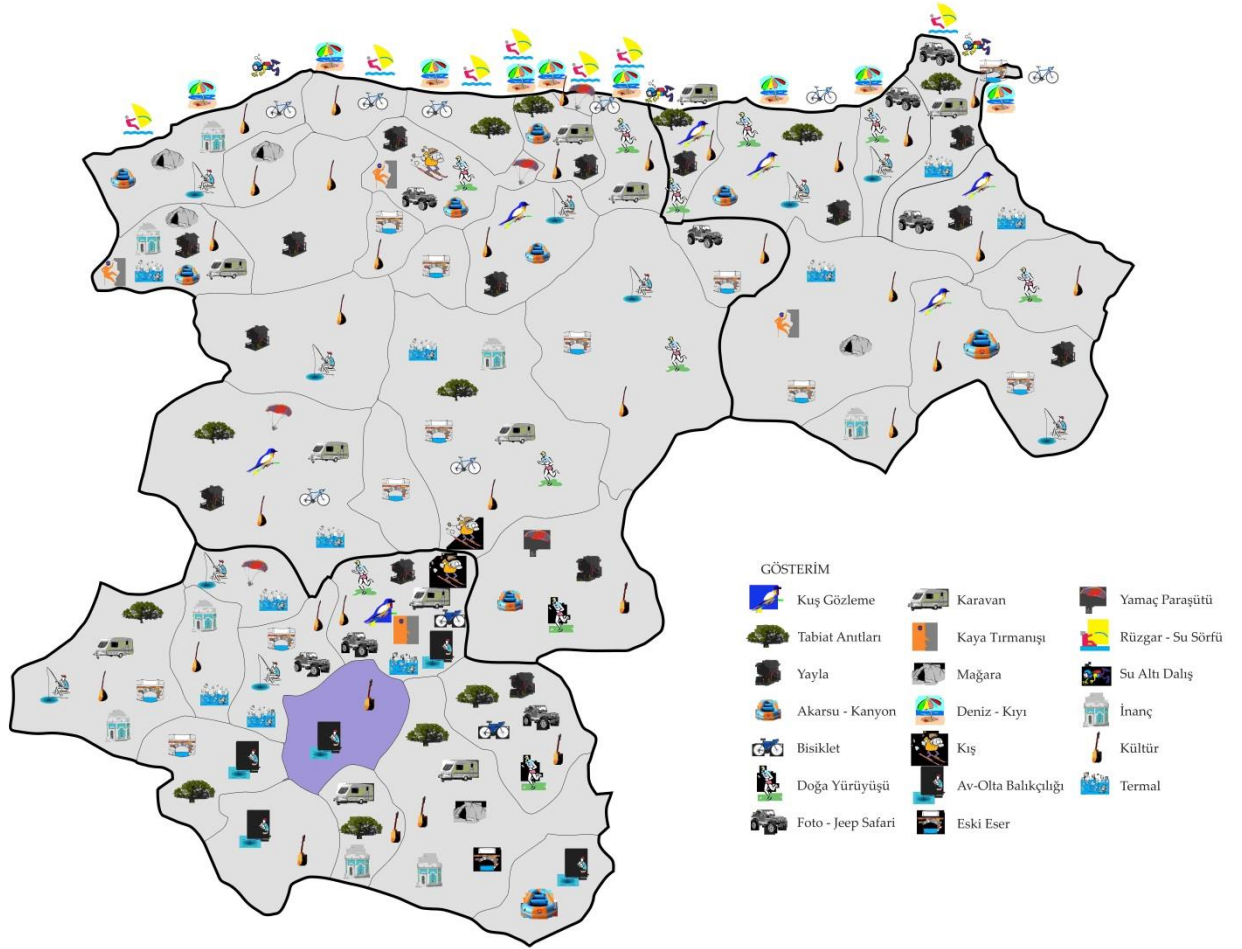 GÖSTERİM
Kuş Gözleme
Karavan
Yamaç Paraşütü
Tabiat Anıtları
Kaya Tırmanışı
Rüzgar - Su Sörfü
Yayla
Mağara
Su Altı Dalış
Akarsu - Kanyon
Deniz - Kıyı
İnanç
Bisiklet
Kış
Kültür
Doğa Yürüyüşü
Av-Olta Balıkçılığı
Termal
Foto - Jeep Safari
Eski Eser